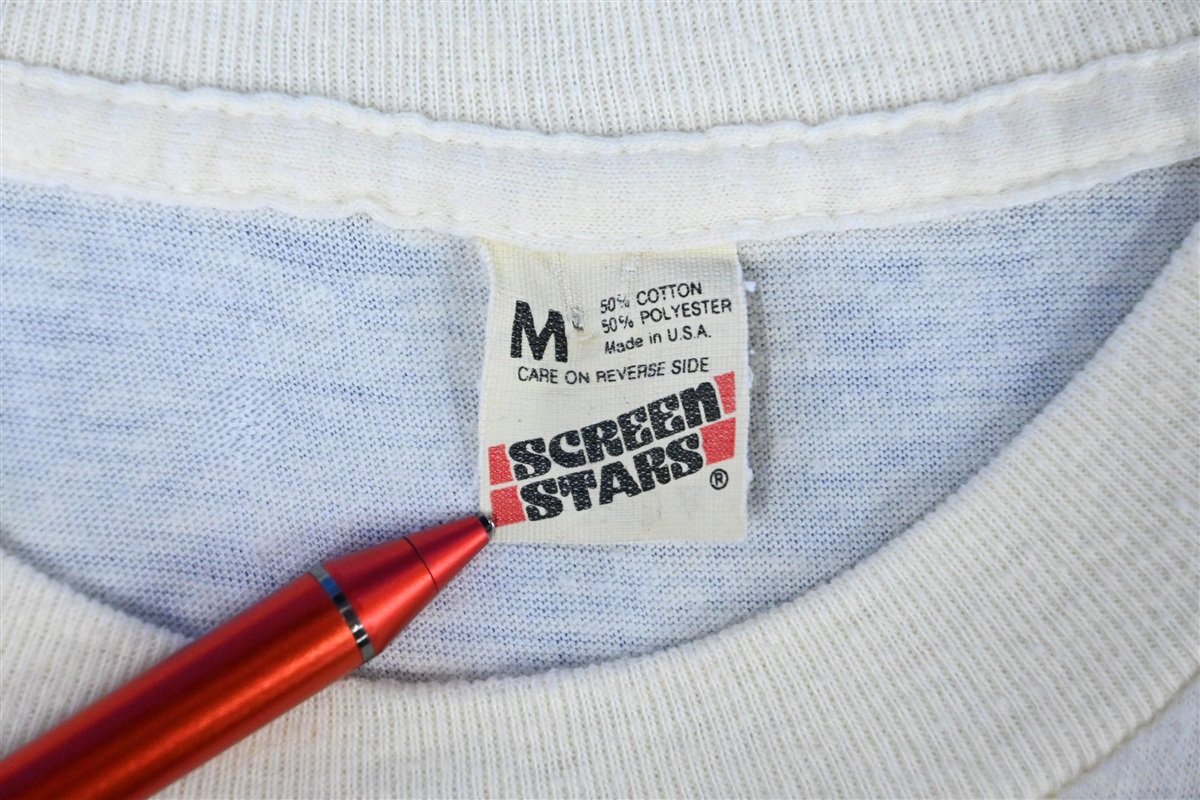 M
50% COTTON
50% POLYESTER
Made in U.S.A.
CARE ON REVERSE SIDE
SCREEN
STARS
®